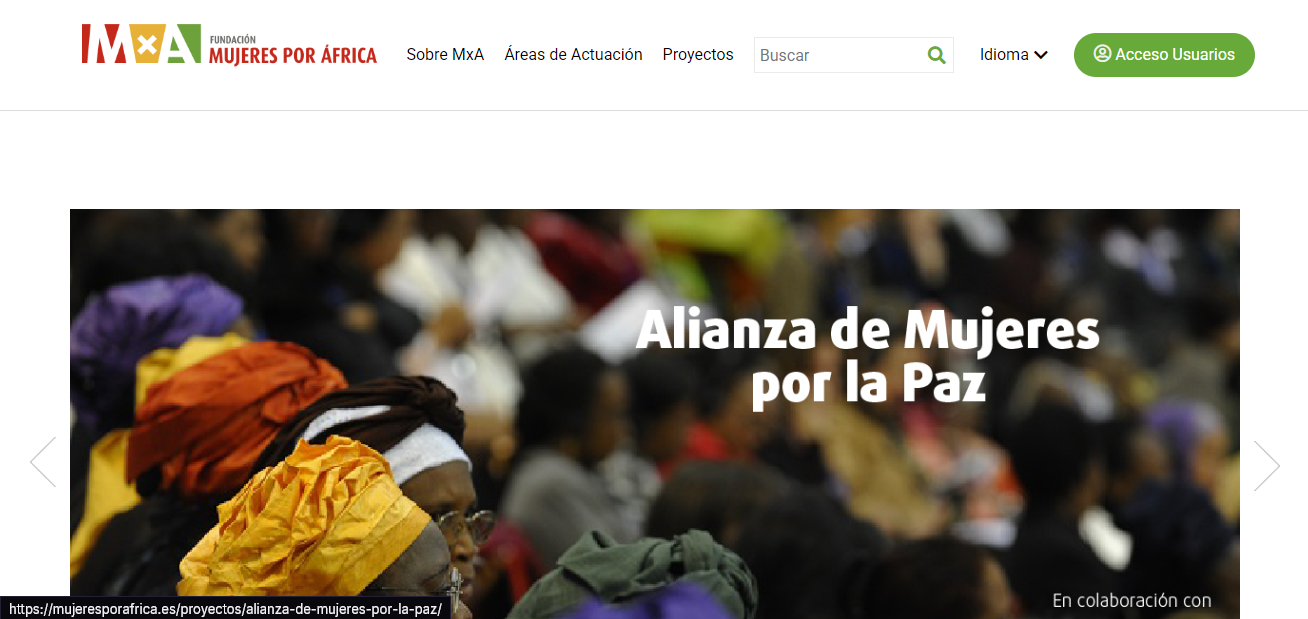 MxA FUNDACIÓN
MUJERES POR ÁFRICA
Sobre MxA Áreas de Actuación Proyectos Buscar Idioma Acceso Usuarios
Alianza de Mujeres
por la Paz
En colaboración con
https://mujeresporafrica.es/proyectos/alianza-de-mujeres-por-la-paz/